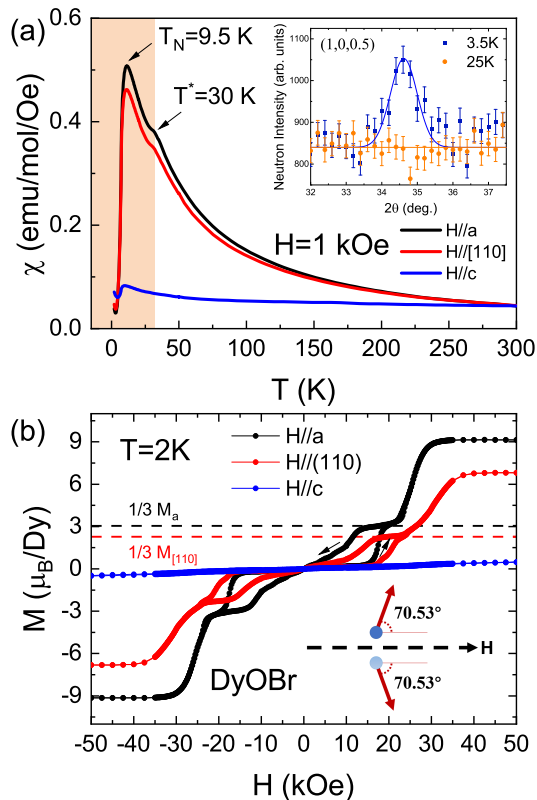 (a)
T_N=9.5 K
T*=30 K
H=1 kOe
H//a
H//[110]
H//c
χ (emu/mol/Oe)
0.6
0.4
0.2
0.0
0 50 100 150 200 250 300
T (K)
(1,0,0.5)
3.5K
25K
Neutron Intensity (arb. units)
1100
1000
900
800
32 33 34 35 36 37
2θ (deg.)
(b)
T=2K
H//a
H//(110)
H//c
1/3 M_a
1/3 M_[110]
M (μ_B/Dy)
9
6
3
0
-3
-6
-9
70.53°
H
70.53°
DyOBr
-50 -40 -30 -20 -10 0 10 20 30 40 50
H (kOe)